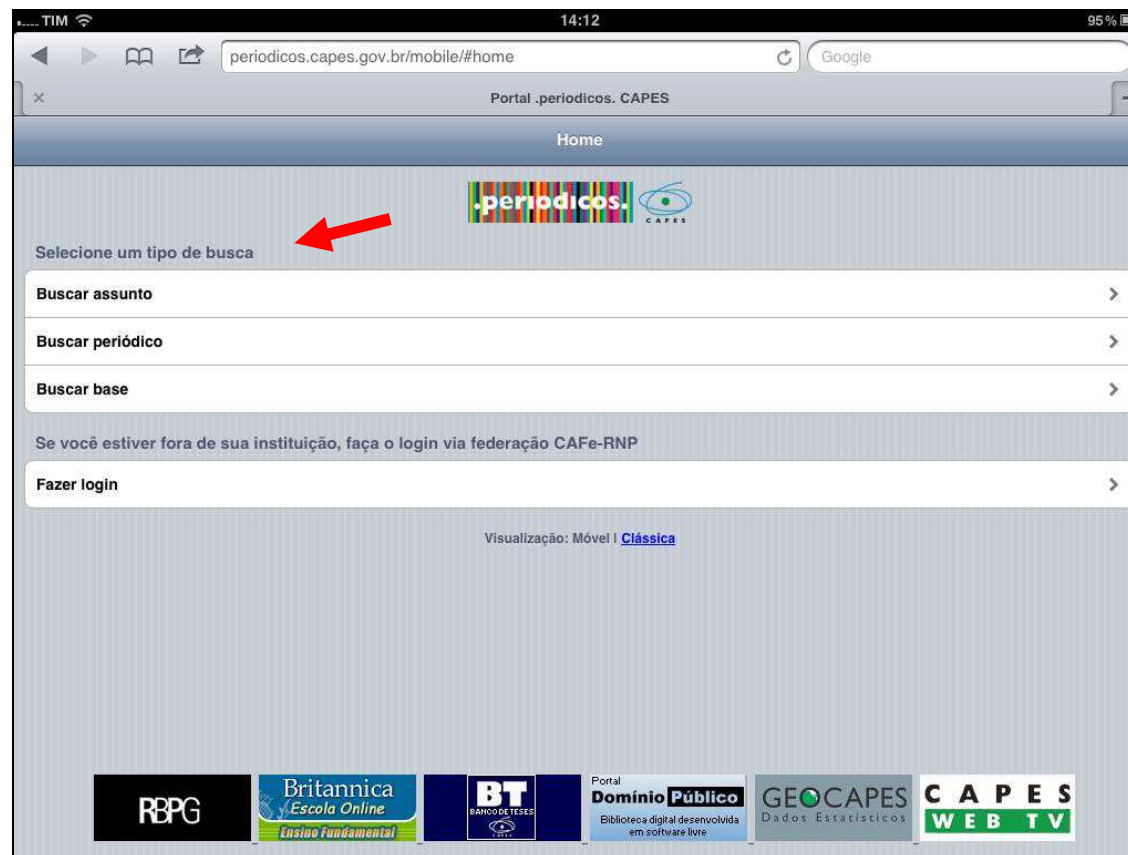 TIM 14:12 95%
periodicos.capes.gov.br/mobile/#home Google
Portal .periodicos. CAPES
Home
.periodicos. CAPES
Selecione um tipo de busca
Buscar assunto
Buscar periódico
Buscar base
Se você estiver fora de sua instituição, faça o login via federação CAFe-RNP
Fazer login
Visualização: Móvel | Clássica
RBPG
Britannica
Escola Online
Ensino Fundamental
BT
BANCO DE TESES
CAPES
Portal
Domínio Público
Biblioteca digital desenvolvida
em software livre
GEOCAPES
Dados Estatísticos
CAPES
WEB TV